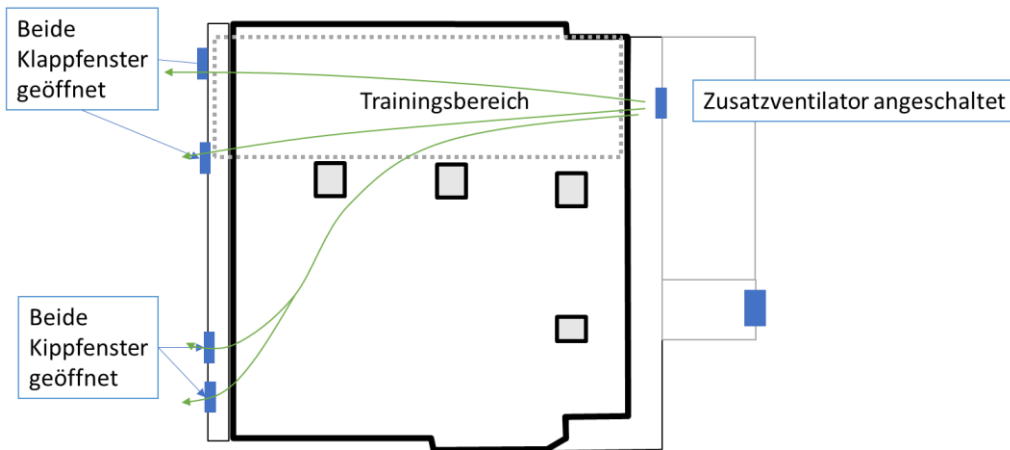 Beide
Klappfenster
geöffnet
Trainingsbereich
Zusatzventilator angeschaltet
Beide
Kippfenster
geöffnet